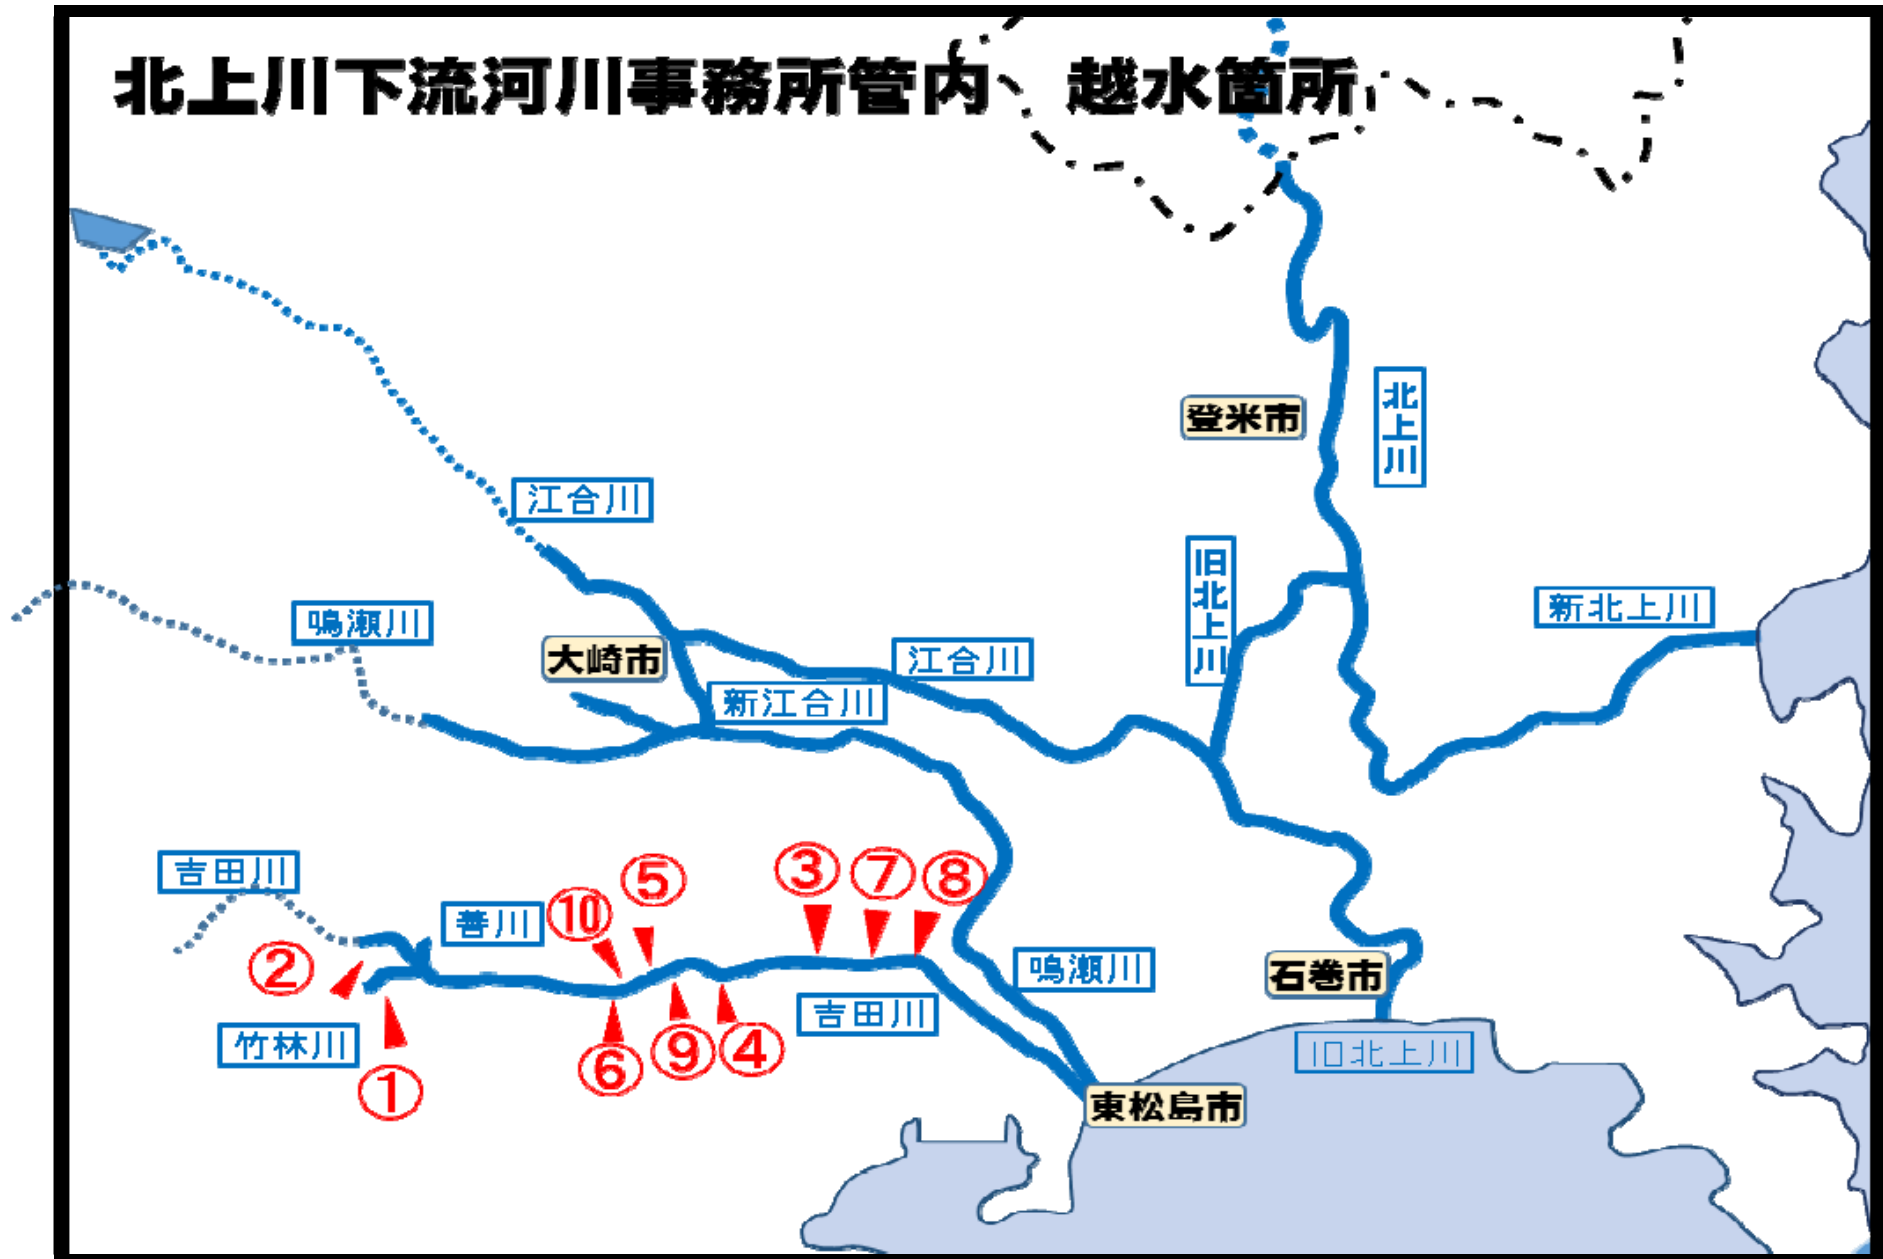 北上川下流河川事務所管内　越水箇所
登米市
北上川
江合川
旧北上川
新北上川
鳴瀬川
大崎市
江合川
新江合川
吉田川
善川
⑩
⑤
③
⑦
⑧
②
鳴瀬川
石巻市
竹林川
吉田川
⑥
⑨
④
旧北上川
①
東松島市